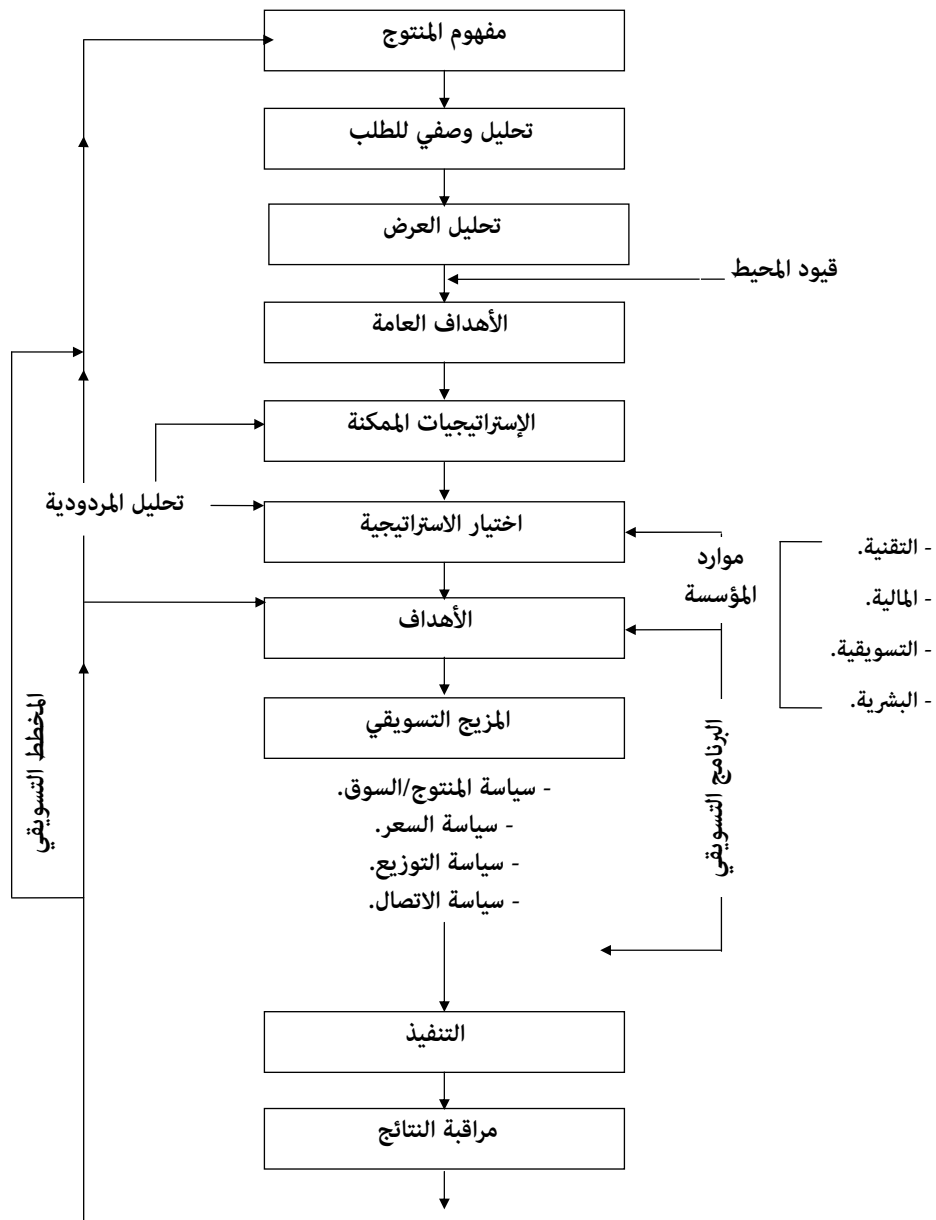 مفهوم المنتوج
تحليل وصفي للطلب
تحليل العرض
قيود المحيط
الأهداف العامة
الإستراتيجيات الممكنة
تحليل المردودية
اختيار الاستراتيجية
موارد
المؤسسة
- التقنية.
- المالية.
- التسويقية.
- البشرية.
الأهداف
المزيج التسويقي
المخطط التسويقي
البرنامج التسويقي
- سياسة المنتوج/السوق.
- سياسة السعر.
- سياسة التوزيع.
- سياسة الاتصال.
التنفيذ
مراقبة النتائج